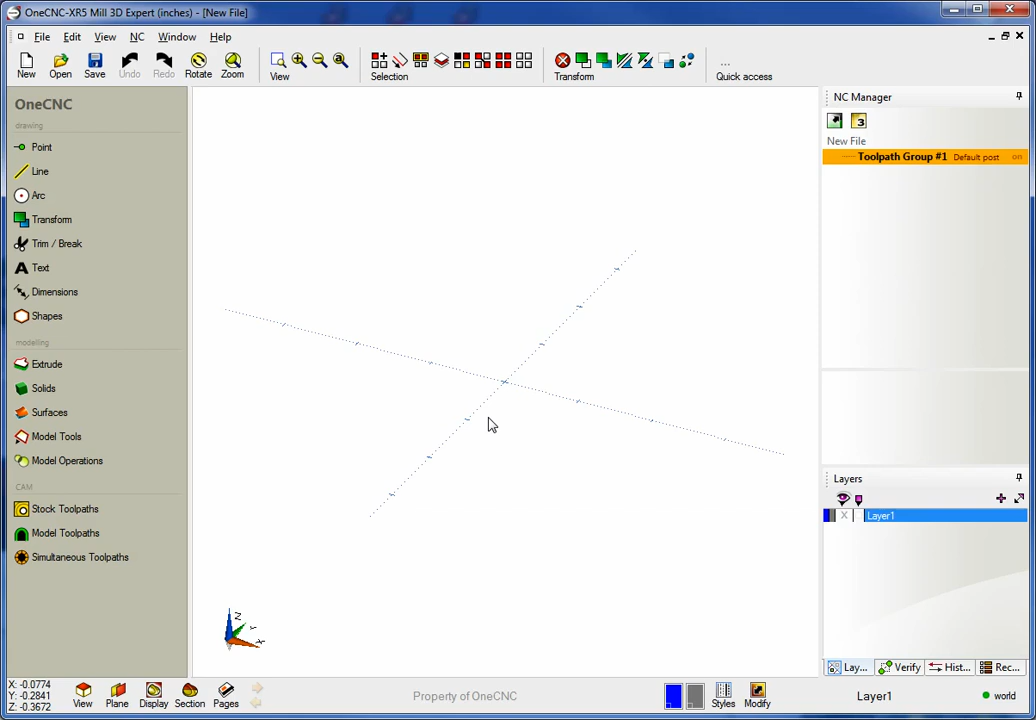 OneCNC-XR5 Mill 3D Expert (inches) - [New File]
File Edit View NC Window Help
New Open Save Undo Redo Rotate Zoom View Selection Transform ... Quick access
OneCNC
drawing
Point
Line
Arc
Transform
Trim / Break
A Text
Dimensions
Shapes
modelling
Extrude
Solids
Surfaces
Model Tools
Model Operations
CAM
Stock Toolpaths
Model Toolpaths
Simultaneous Toolpaths
Z
Y
X
NC Manager
3
New File
Toolpath Group #1 Default post on
Layers
X Layer1
Lay... Verify Hist... Rec...
X: -0.0774
Y: -0.2841
Z: -0.3672
View Plane Display Section Pages
Property of OneCNC
Styles Modify
Layer1
world